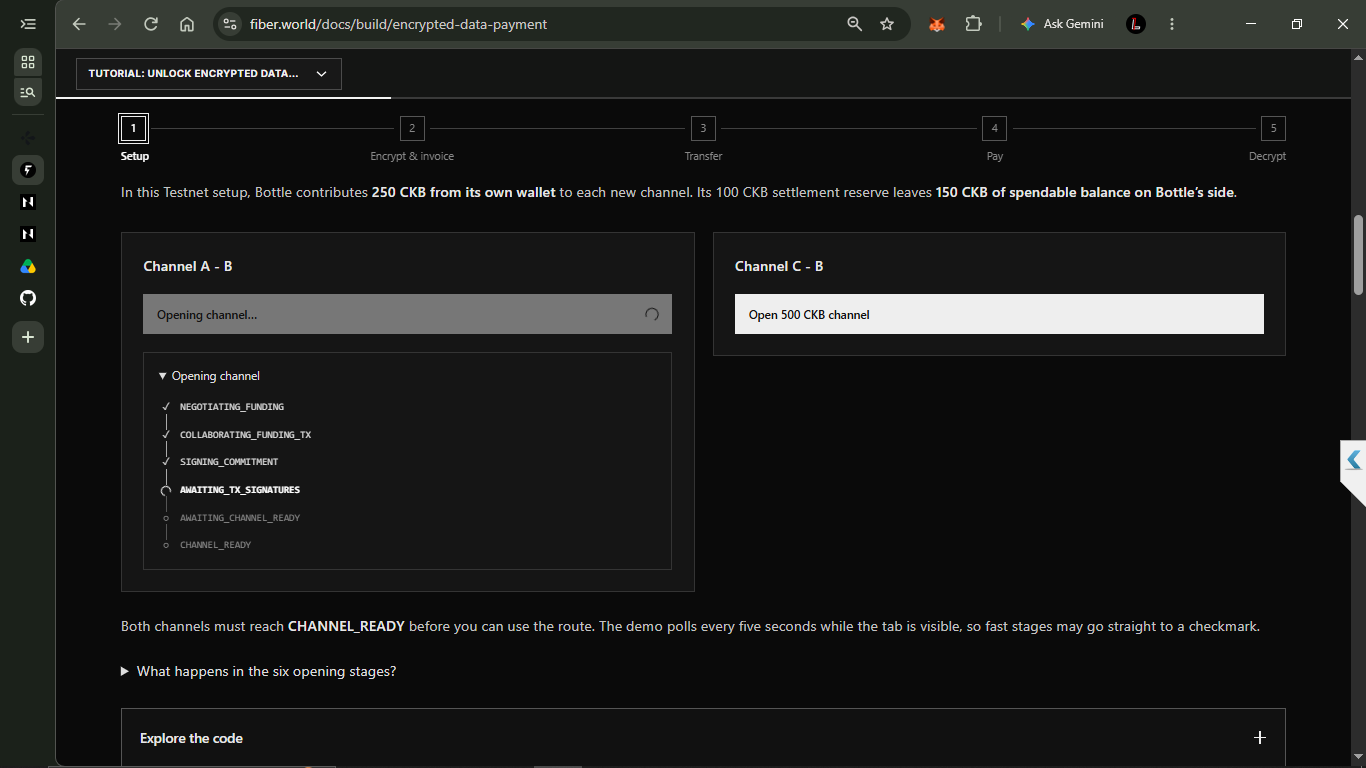 fiber.world/docs/build/encrypted-data-payment
Ask Gemini
TUTORIAL: UNLOCK ENCRYPTED DATA...
1
2
3
4
5
Setup
Encrypt & invoice
Transfer
Pay
Decrypt
In this Testnet setup, Bottle contributes 250 CKB from its own wallet to each new channel. Its 100 CKB settlement reserve leaves 150 CKB of spendable balance on Bottle’s side.
Channel A - B
Opening channel...
Opening channel
NEGOTIATING_FUNDING
COLLABORATING_FUNDING_TX
SIGNING_COMMITMENT
AWAITING_TX_SIGNATURES
AWAITING_CHANNEL_READY
CHANNEL_READY
Channel C - B
Open 500 CKB channel
Both channels must reach CHANNEL_READY before you can use the route. The demo polls every five seconds while the tab is visible, so fast stages may go straight to a checkmark.
What happens in the six opening stages?
Explore the code